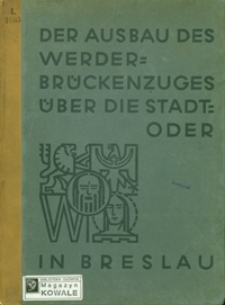 DER AUSBAU DES
WERDER=
BRÜCKENZUGES
ÜBER DIE STADT=
ODER
W
IN BRESLAU
Magazyn
KOWALE